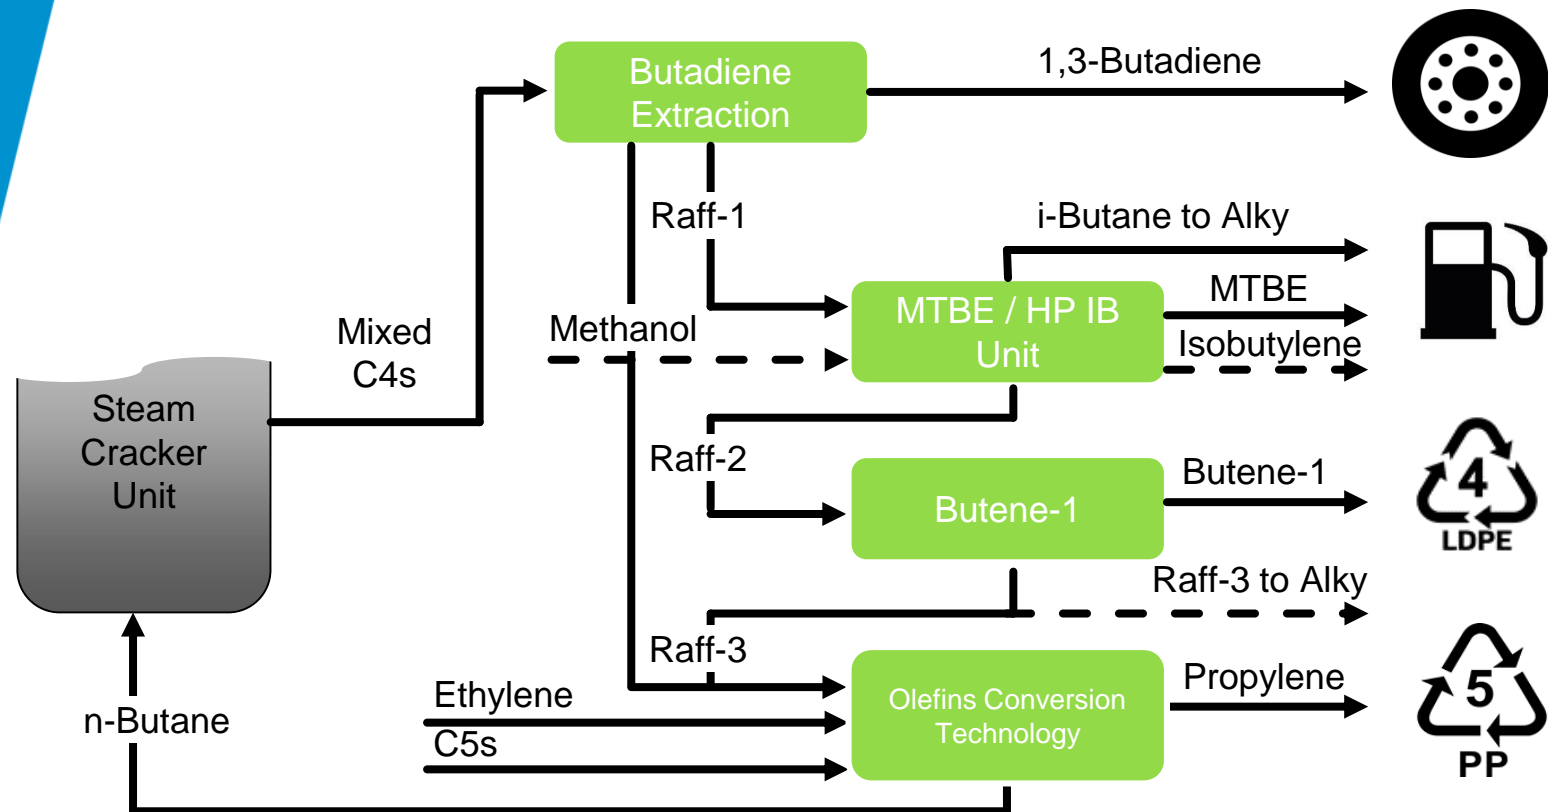 Butadiene
Extraction
1,3-Butadiene
Raff-1
i-Butane to Alky
MTBE / HP IB
Unit
MTBE
Isobutylene
Methanol
Mixed
C4s
Steam
Cracker
Unit
Raff-2
Butene-1
Butene-1
4
LDPE
Raff-3 to Alky
Raff-3
Olefins Conversion
Technology
Propylene
5
PP
Ethylene
C5s
n-Butane